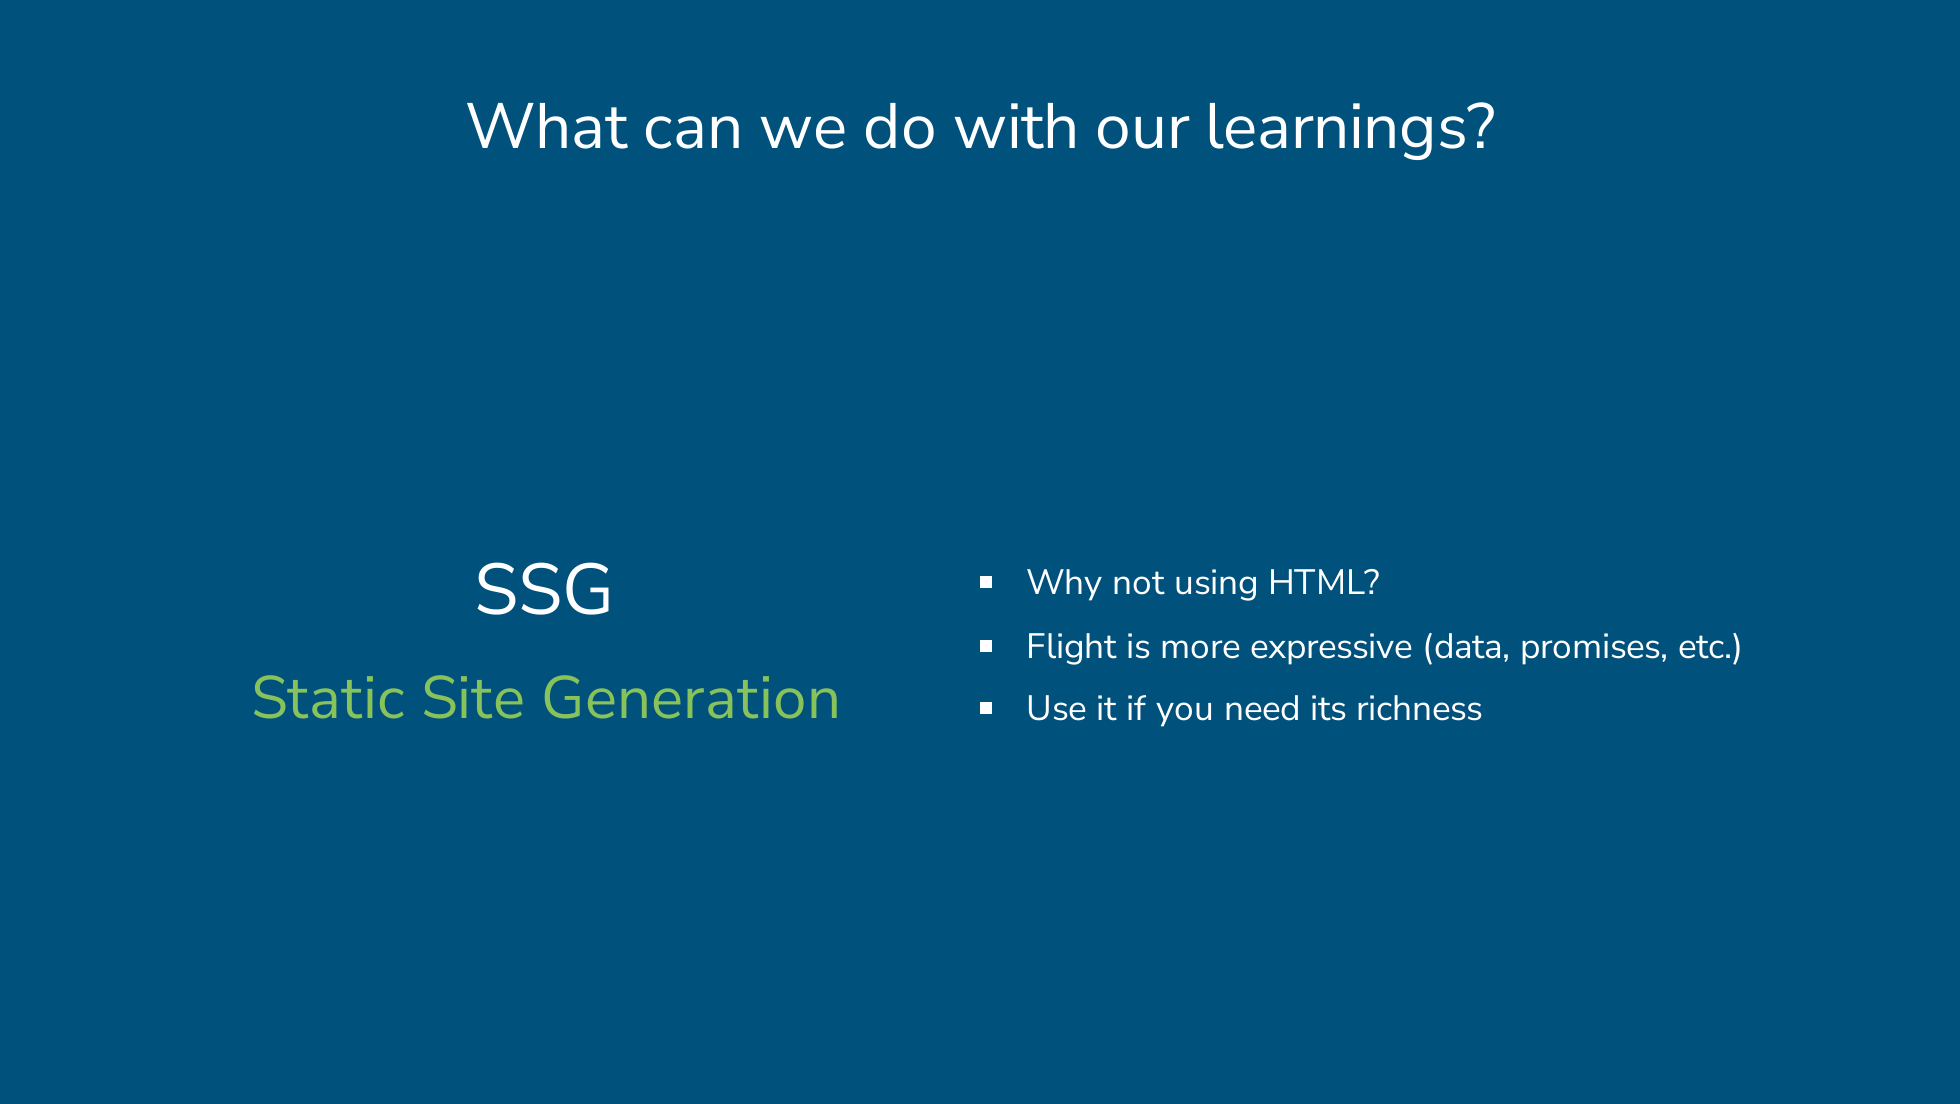 What can we do with our learnings?
SSG
Static Site Generation
Why not using HTML?
Flight is more expressive (data, promises, etc.)
Use it if you need its richness